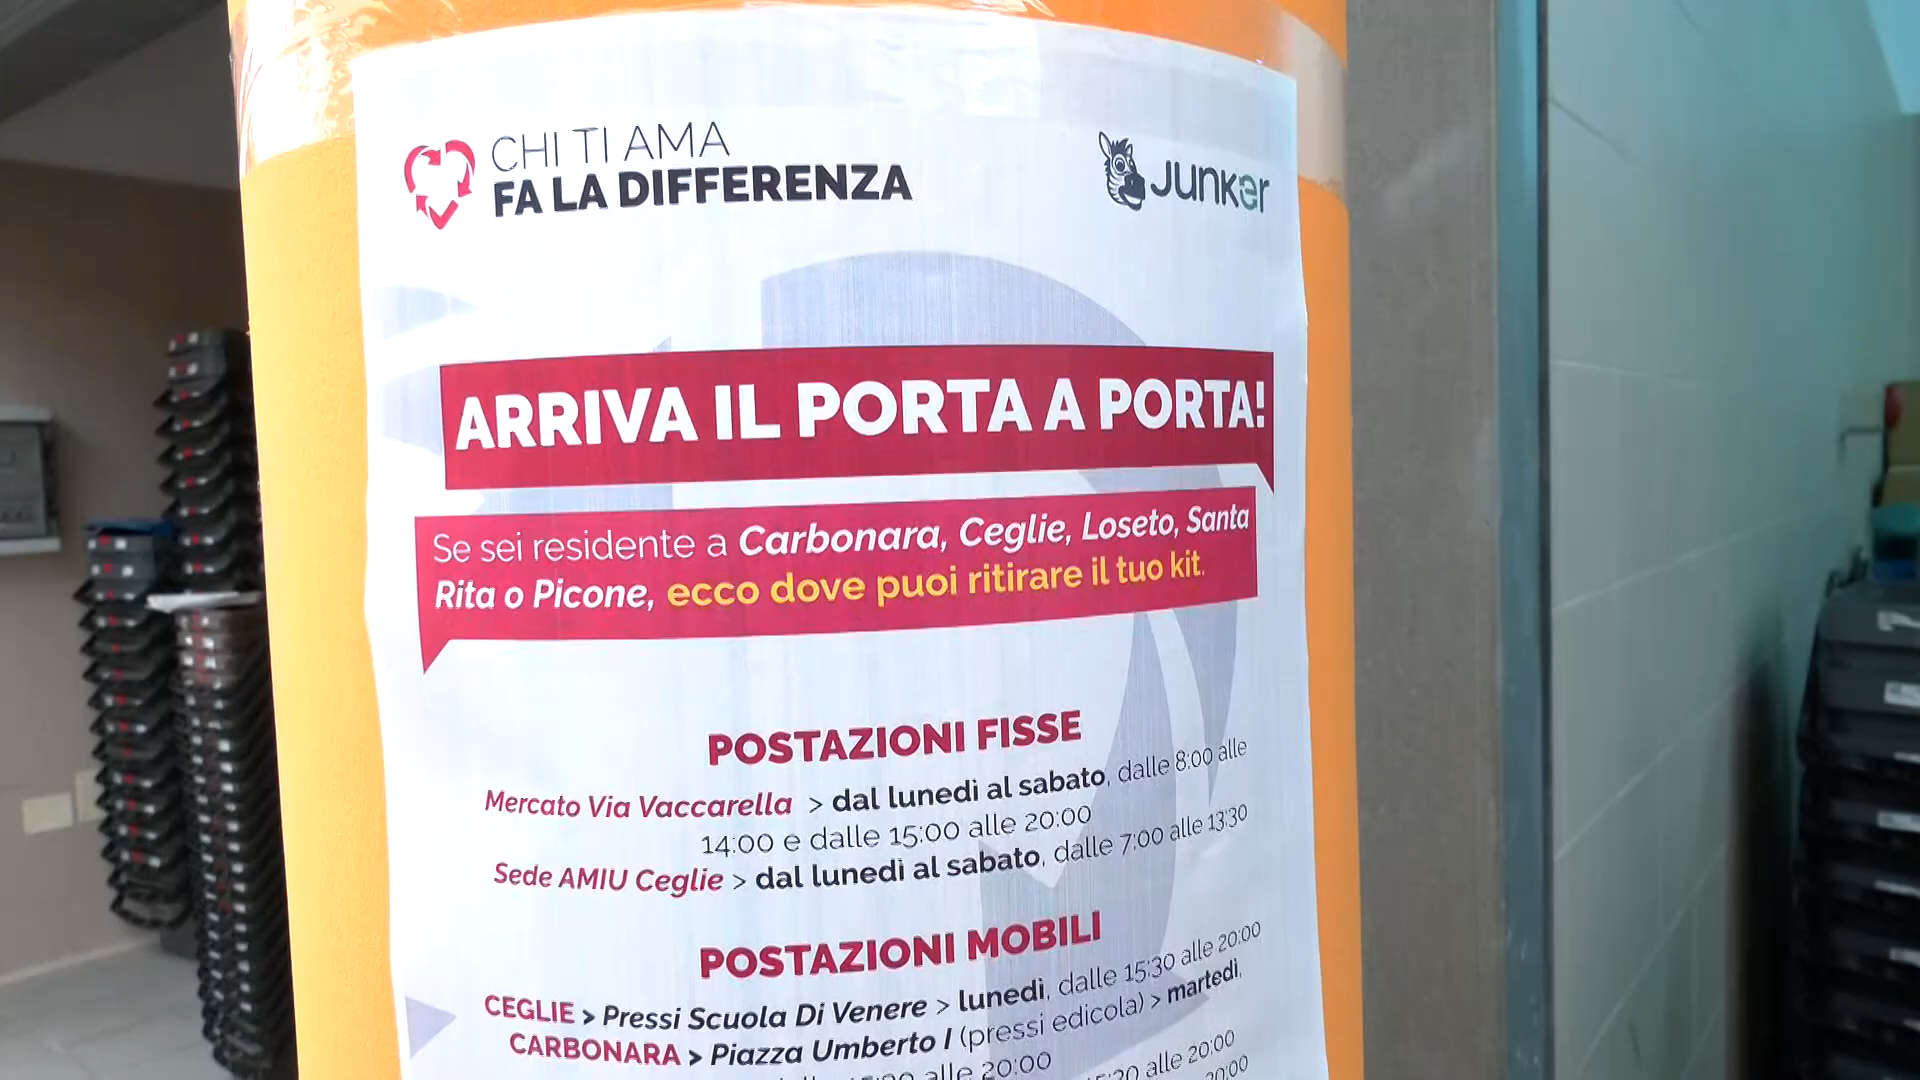 CHI TI AMA
FA LA DIFFERENZA
JUNKer
ARRIVA IL PORTA A PORTA!
Se sei residente a Carbonara, Ceglie, Loseto, Santa
Rita o Picone, ecco dove puoi ritirare il tuo kit.
POSTAZIONI FISSE
Mercato Via Vaccarella > dal lunedì al sabato, dalle 8:00 alle
14:00 e dalle 15:00 alle 20:00
Sede AMIU Ceglie > dal lunedì al sabato, dalle 7:00 alle 13:30
POSTAZIONI MOBILI
CEGLIE > Pressi Scuola Di Venere > lunedì, dalle 15:30 alle 20:00
CARBONARA > Piazza Umberto I (pressi edicola) > martedì,
alle 20:00
alle 20:00
20:00